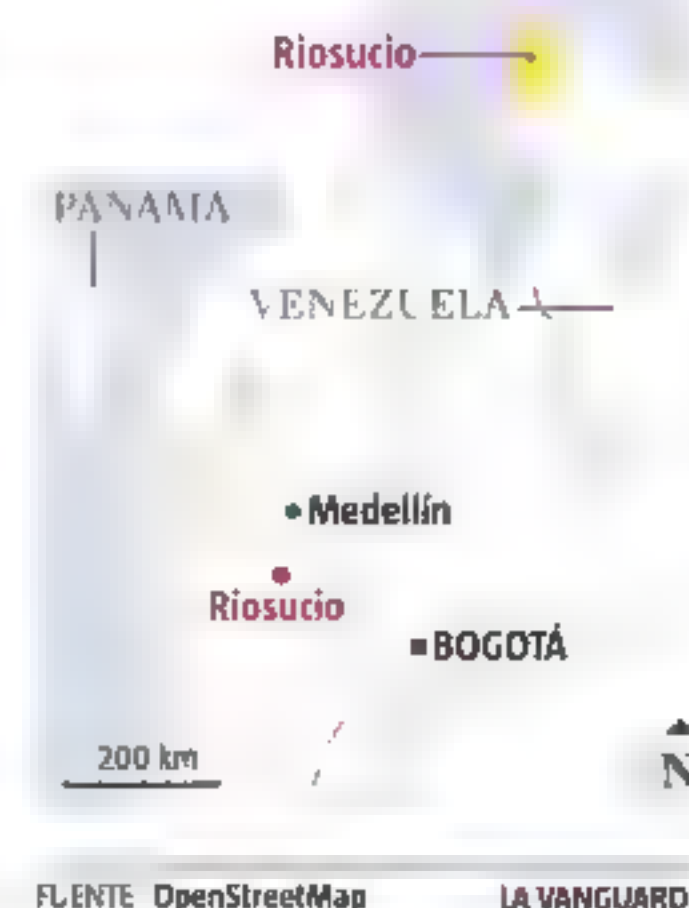 Riosucio
PANAMA
VENEZUELA
Medellín
Riosucio
BOGOTÁ
200 km
N
FUENTE OpenStreetMap
LA VANGUARD